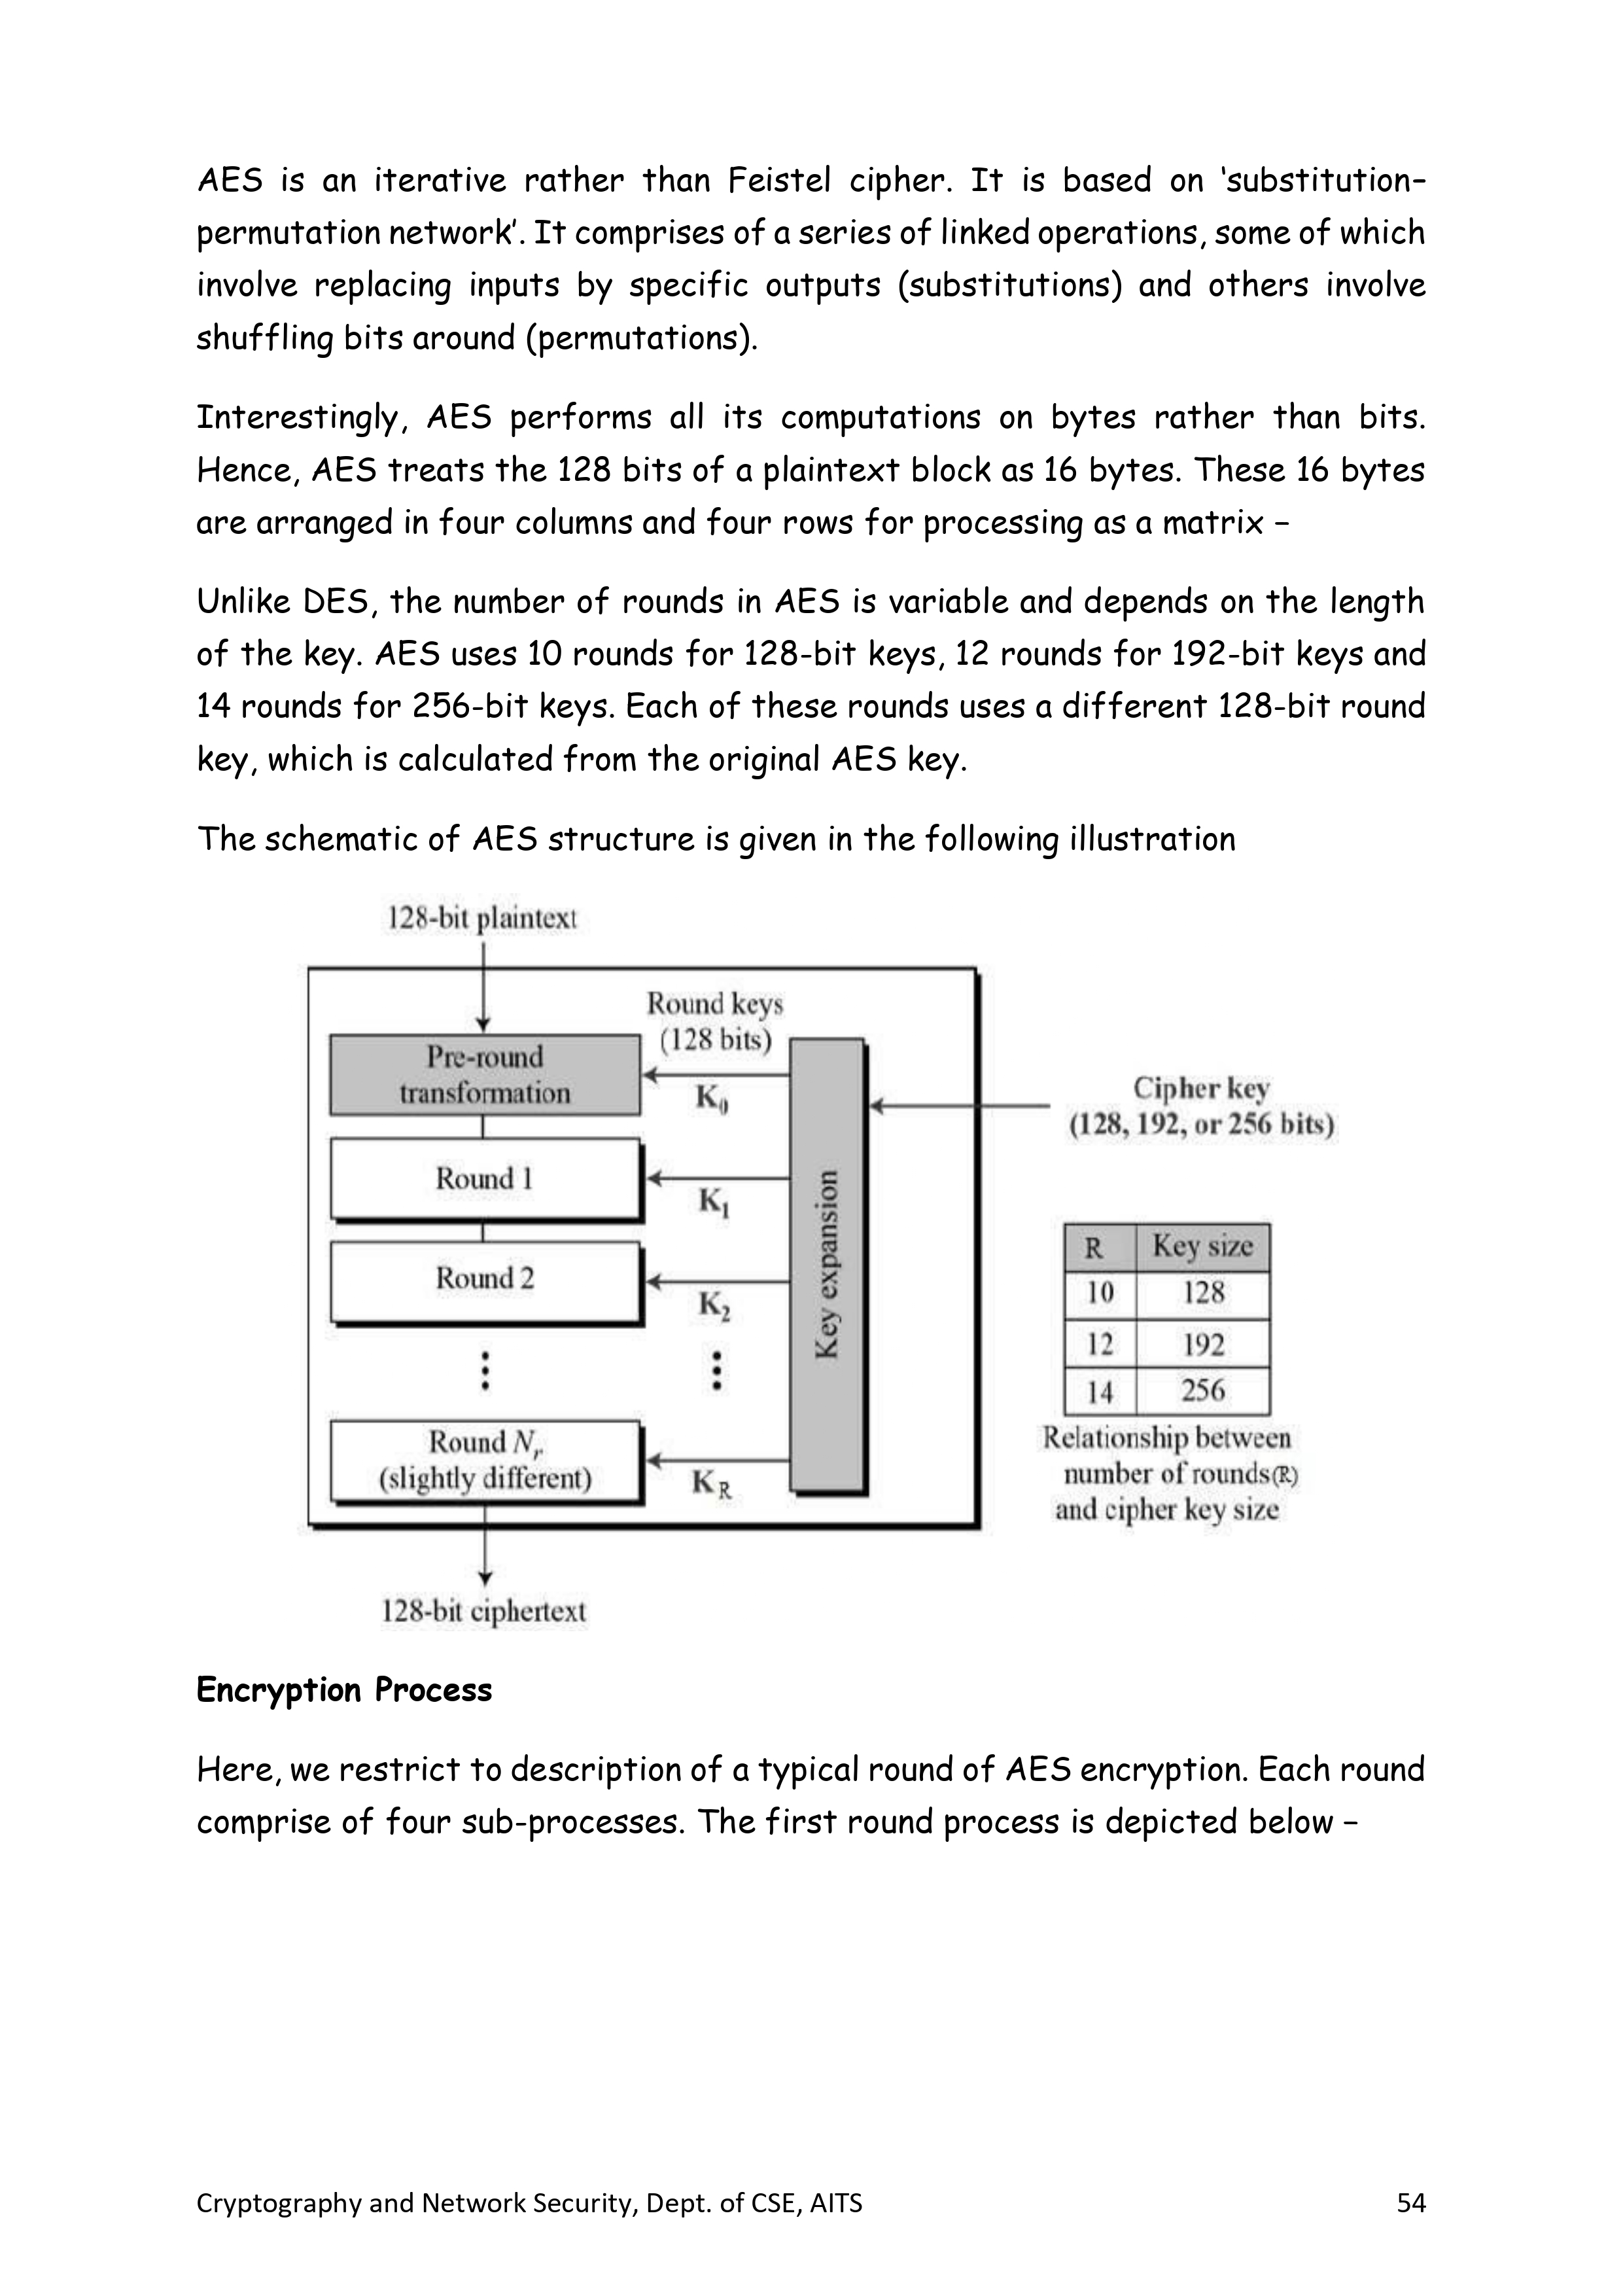 AES is an iterative rather than Feistel cipher. It is based on ‘substitution–
permutation network’. It comprises of a series of linked operations, some of which
involve replacing inputs by specific outputs (substitutions) and others involve
shuffling bits around (permutations).
Interestingly, AES performs all its computations on bytes rather than bits.
Hence, AES treats the 128 bits of a plaintext block as 16 bytes. These 16 bytes
are arranged in four columns and four rows for processing as a matrix −
Unlike DES, the number of rounds in AES is variable and depends on the length
of the key. AES uses 10 rounds for 128-bit keys, 12 rounds for 192-bit keys and
14 rounds for 256-bit keys. Each of these rounds uses a different 128-bit round
key, which is calculated from the original AES key.
The schematic of AES structure is given in the following illustration
128-bit plaintext
Round keys
(128 bits)
Pre-round
transformation
K0
Cipher key
(128, 192, or 256 bits)
Round 1
K1
Key expansion
Round 2
K2
R Key size
10 128
12 192
14 256
Relationship between
number of rounds(R)
and cipher key size
Round Nr
(slightly different)
KR
128-bit ciphertext
Encryption Process
Here, we restrict to description of a typical round of AES encryption. Each round
comprise of four sub-processes. The first round process is depicted below −
Cryptography and Network Security, Dept. of CSE, AITS 54